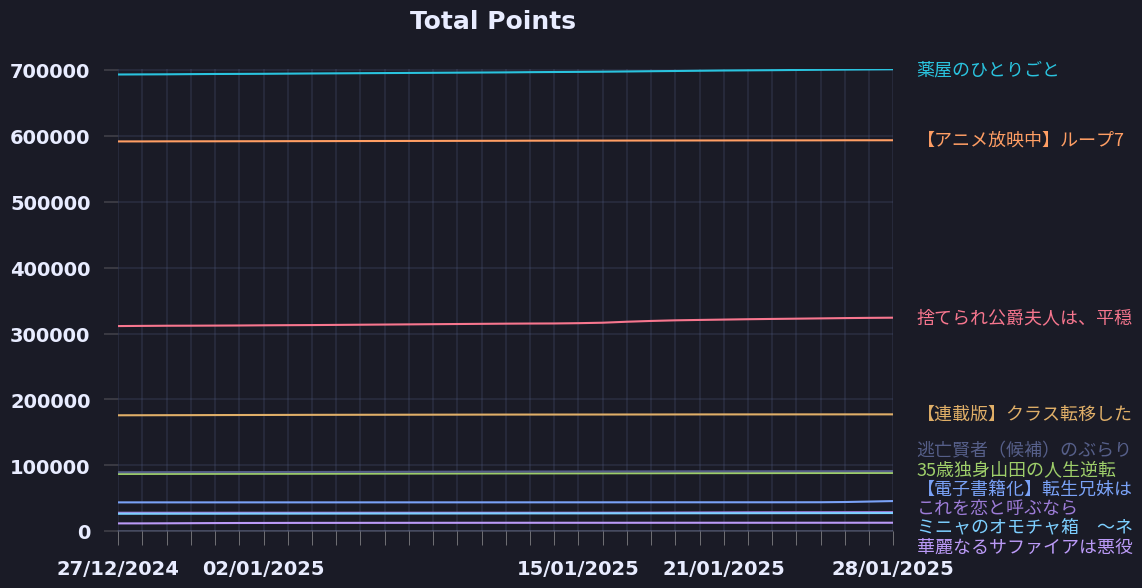 Total Points
700000
600000
500000
400000
300000
200000
100000
0
27/12/2024
02/01/2025
15/01/2025
21/01/2025
28/01/2025
薬屋のひとりごと
【アニメ放映中】ループ7
捨てられ公爵夫人は、平穏
【連載版】クラス転移した
逃亡賢者（候補）のぶらり
35歳独身山田の人生逆転
【電子書籍化】転生兄妹は
これを恋と呼ぶなら
ミニャのオモチャ箱　～ネ
華麗なるサファイアは悪役